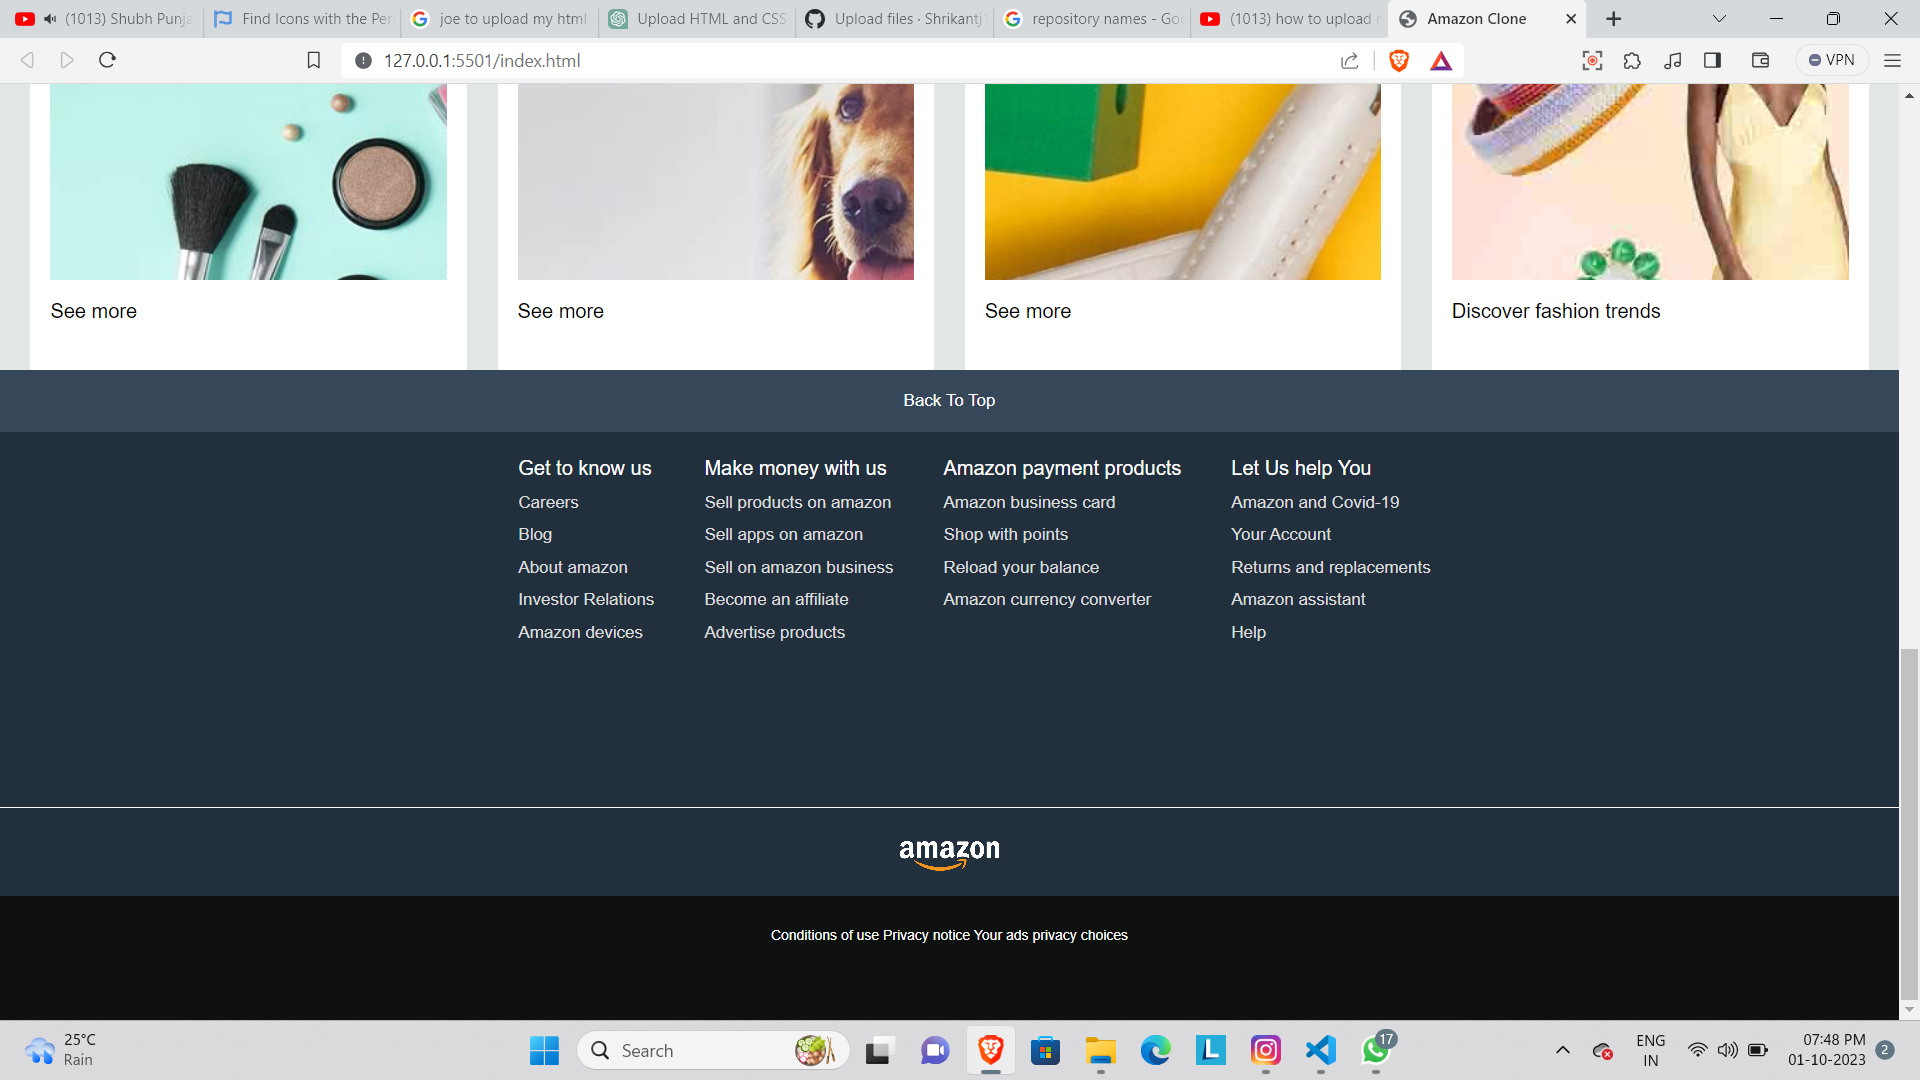 (1013) Shubh Punja
Find Icons with the Per
joe to upload my html
Upload HTML and CSS
Upload files · Shrikantj
repository names - Goo
(1013) how to upload
Amazon Clone
127.0.0.1:5501/index.html
VPN
See more
See more
See more
Discover fashion trends
Back To Top
Get to know us
Careers
Blog
About amazon
Investor Relations
Amazon devices
Make money with us
Sell products on amazon
Sell apps on amazon
Sell on amazon business
Become an affiliate
Advertise products
Amazon payment products
Amazon business card
Shop with points
Reload your balance
Amazon currency converter
Let Us help You
Amazon and Covid-19
Your Account
Returns and replacements
Amazon assistant
Help
amazon
Conditions of use Privacy notice Your ads privacy choices
25°C
Rain
Search
L
17
ENG
IN
07:48 PM
01-10-2023
2